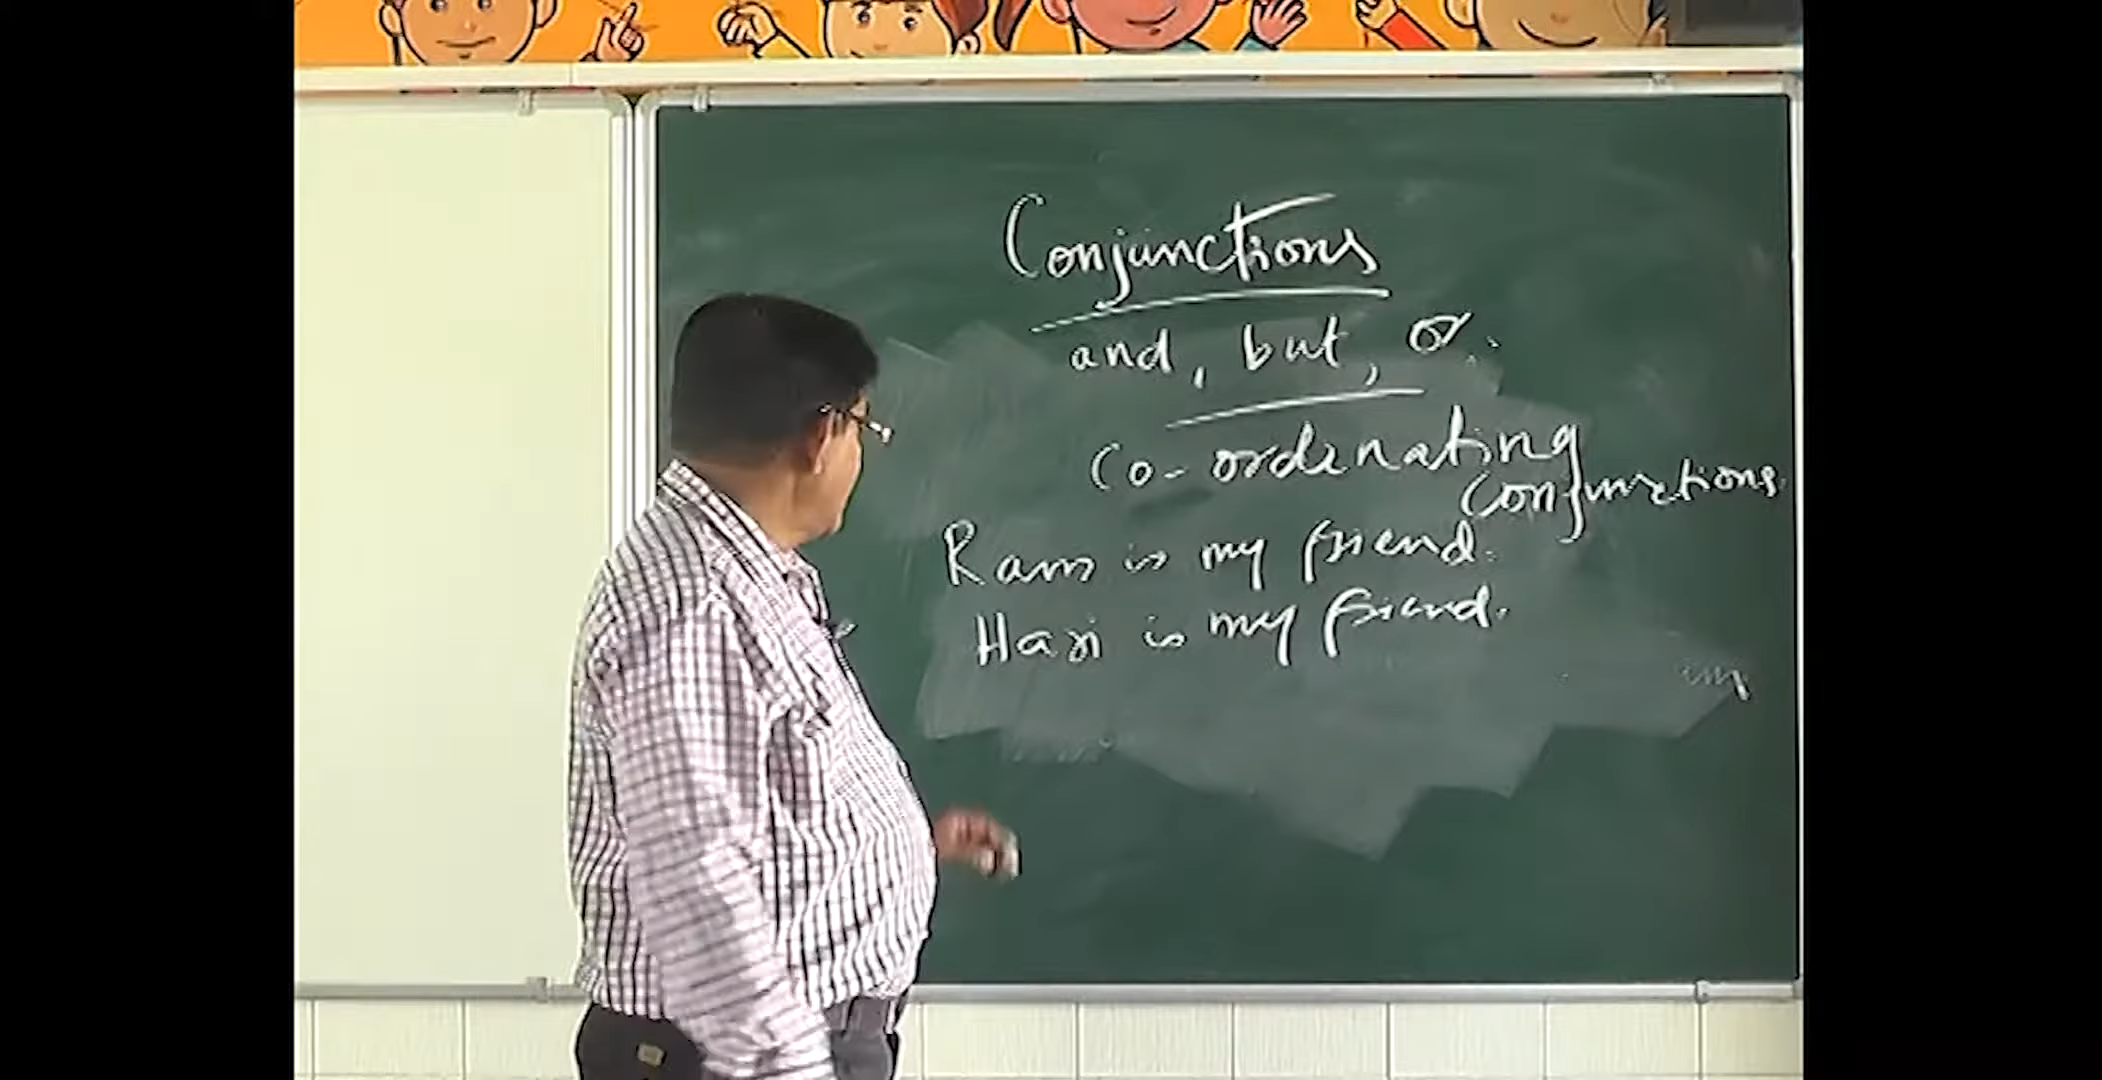 Conjunctions
and, but, or..
Co-ordinating
conjunctions.
Ram is my friend.
Hari is my friend.